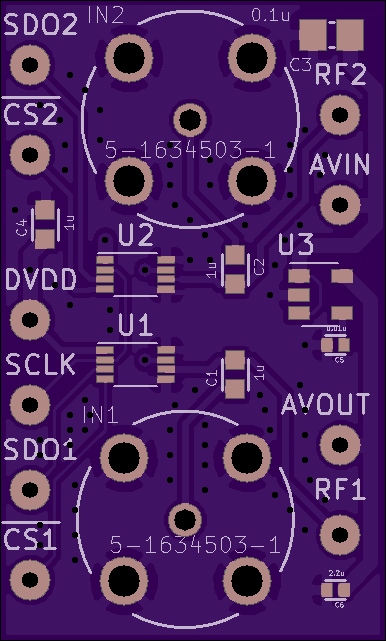 IN2
0.1u
SDO2
C3
RF2
CS2
5-1634503-1
AVIN
C4
1u
U2
U3
1u
C2
DVDD
U1
0.01u
SCLK
C5
C1
1u
AVOUT
IN1
SDO1
RF1
CS1
5-1634503-1
2.2u
C6